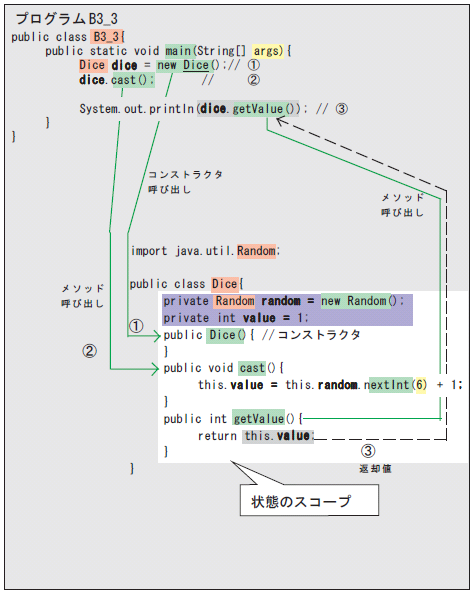 プログラムB3_3
public class B3_3{
public static void main(String[] args){
Dice dice = new Dice();// ①
dice.cast(); // ②
System.out.println(dice.getValue()); // ③
}
}
コンストラクタ
呼び出し
メソッド
呼び出し
import java.util.Random;
メソッド
呼び出し
public class Dice{
private Random random = new Random();
private int value = 1;
①
public Dice(){ //コンストラクタ
}
②
public void cast(){
this.value = this.random.nextInt(6) + 1;
}
public int getValue(){
return this.value;
}
③
返却値
}
状態のスコープ